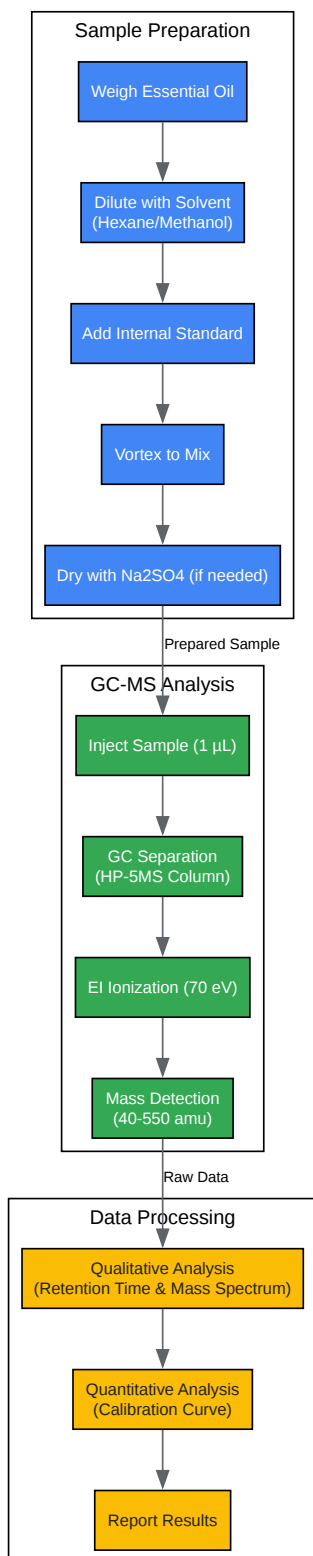 Sample Preparation
Weigh Essential Oil
Dilute with Solvent
(Hexane/Methanol)
Add Internal Standard
Vortex to Mix
Dry with Na2SO4 (if needed)
Prepared Sample
GC-MS Analysis
Inject Sample (1 µL)
GC Separation
(HP-5MS Column)
EI Ionization (70 eV)
Mass Detection
(40-550 amu)
Raw Data
Data Processing
Qualitative Analysis
(Retention Time & Mass Spectrum)
Quantitative Analysis
(Calibration Curve)
Report Results